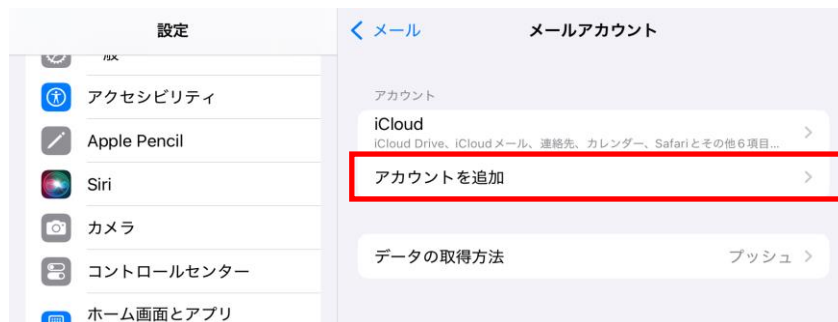 設定
アクセシビリティ
Apple Pencil
Siri
カメラ
コントロールセンター
ホーム画面とアプリ
メール
メールアカウント
アカウント
iCloud
iCloud Drive、iCloudメール、連絡先、カレンダー、Safariとその他6項目...
アカウントを追加
データの取得方法
プッシュ